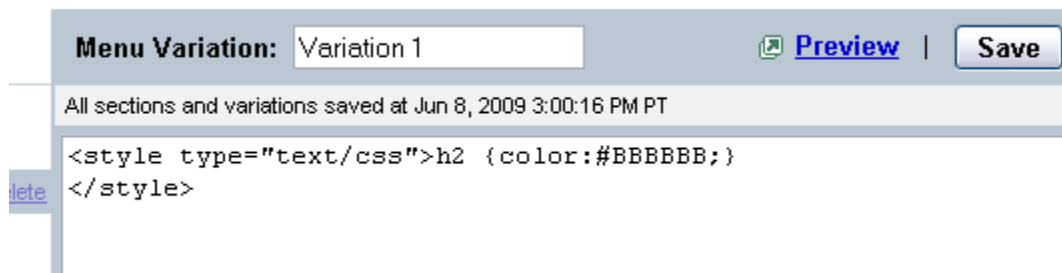 Menu Variation: Variation 1 Preview | Save
All sections and variations saved at Jun 8, 2009 3:00:16 PM PT
<style type="text/css">h2 {color:#BBBBBB;}
</style>